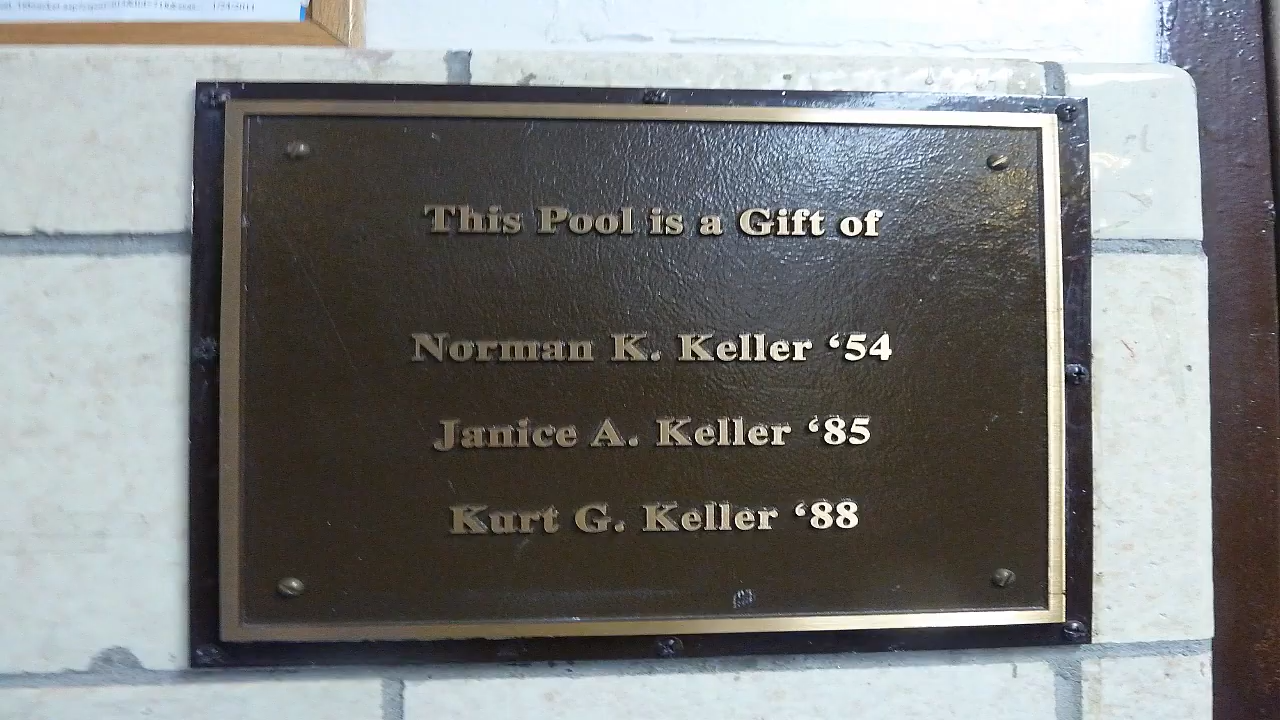 This Pool is a Gift of
Norman K. Keller ‘54
Janice A. Keller ‘85
Kurt G. Keller ‘88